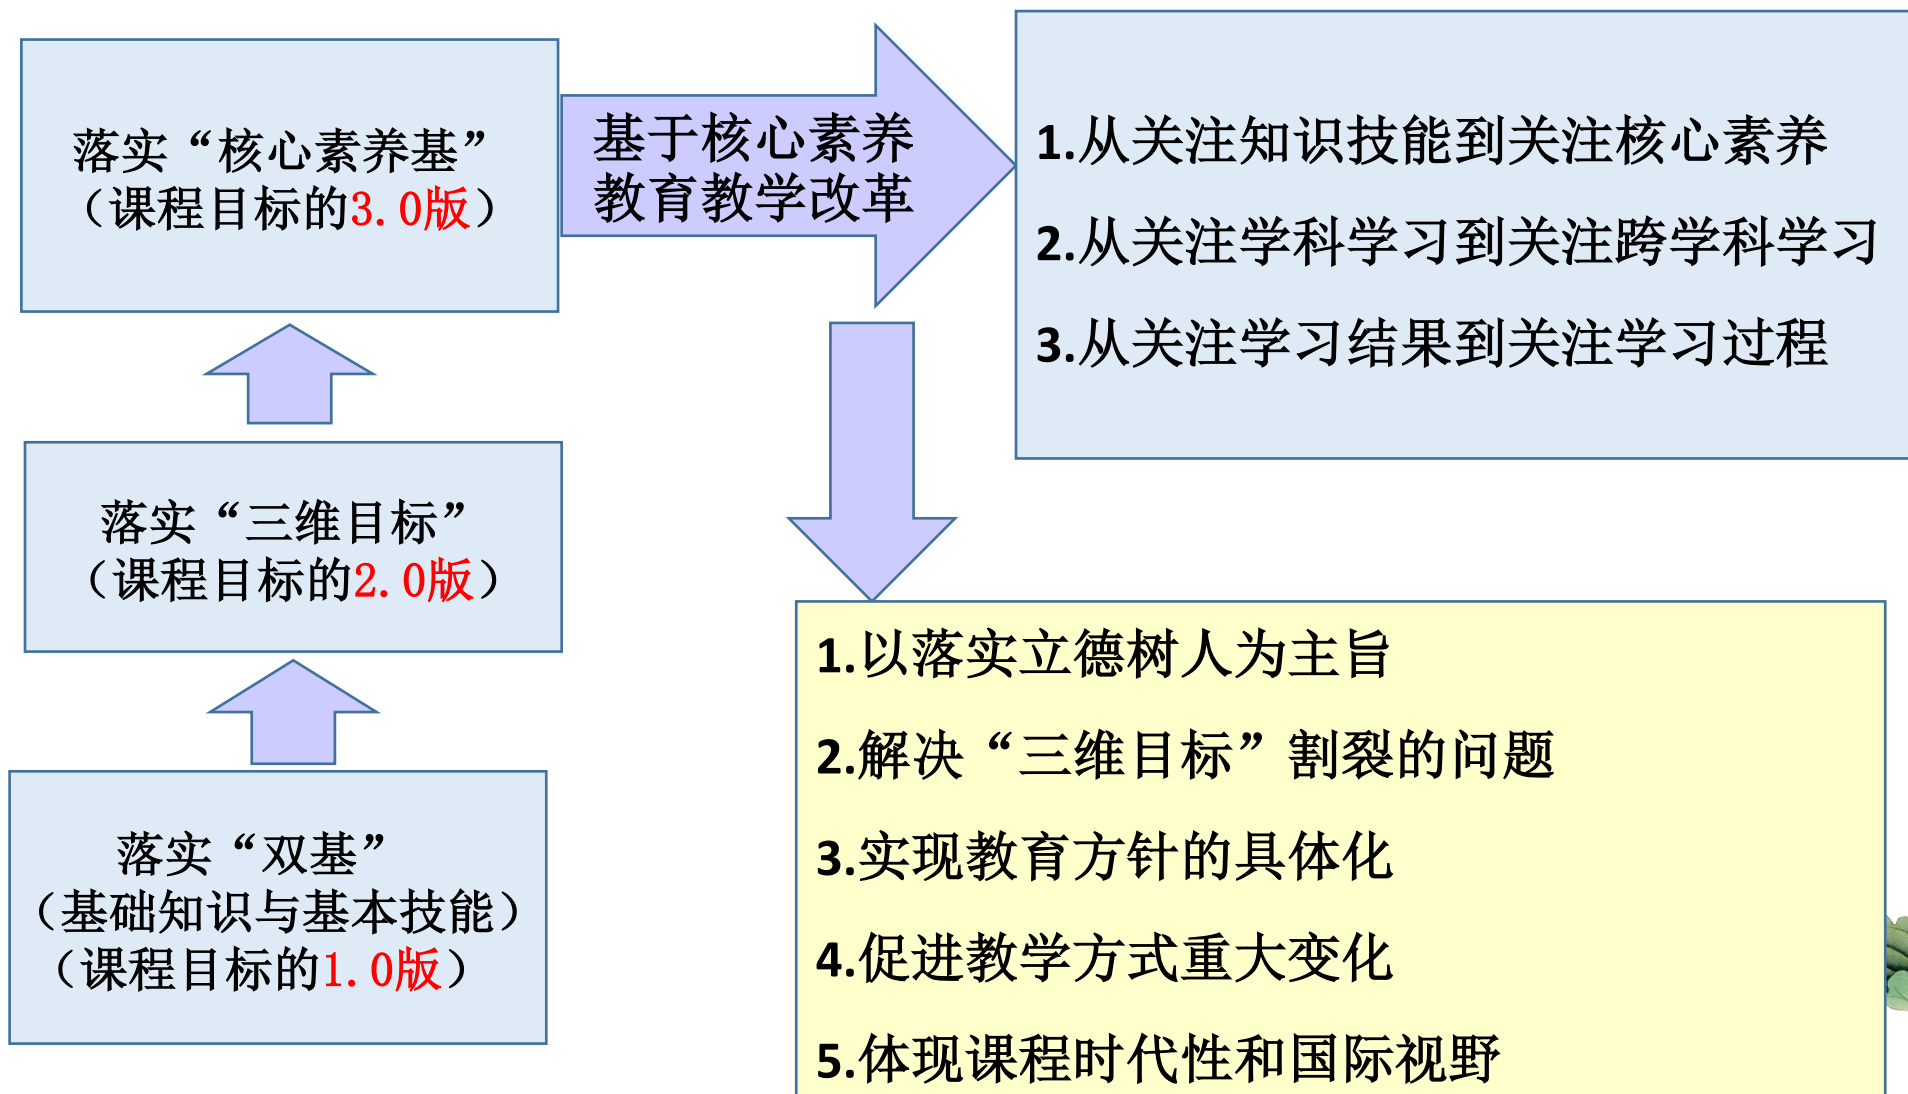 落实“核心素养基”
（课程目标的3.0版）
基于核心素养
教育教学改革
1.从关注知识技能到关注核心素养
2.从关注学科学习到关注跨学科学习
3.从关注学习结果到关注学习过程
落实“三维目标”
（课程目标的2.0版）
落实“双基”
（基础知识与基本技能）
（课程目标的1.0版）
1.以落实立德树人为主旨
2.解决“三维目标”割裂的问题
3.实现教育方针的具体化
4.促进教学方式重大变化
5.体现课程时代性和国际视野